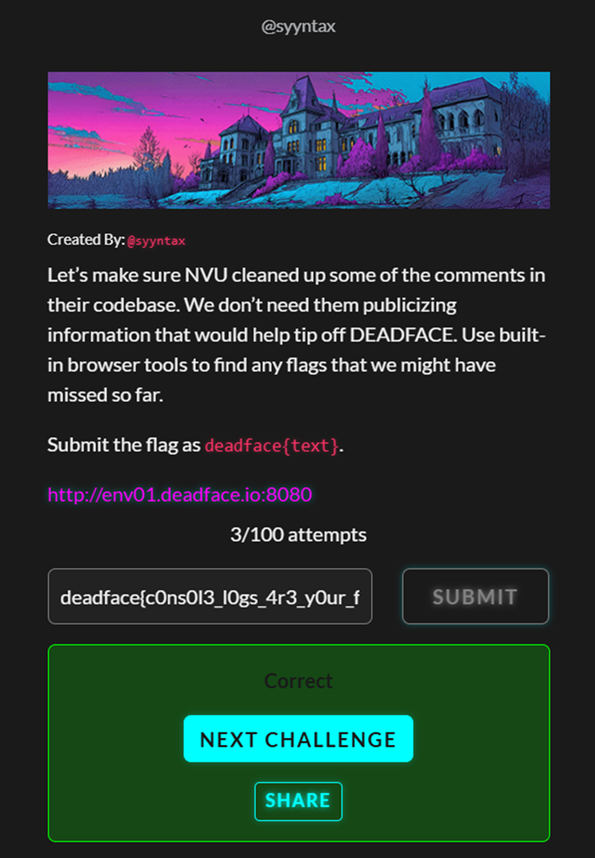 @syyntax
Created By: @syyntax
Let's make sure NVU cleaned up some of the comments in
their codebase. We don't need them publicizing
information that would help tip off DEADFACE. Use built-
in browser tools to find any flags that we might have
missed so far.
Submit the flag as deadface{text}.
http://env01.deadface.io:8080
3/100 attempts
deadface{c0ns0l3_l0gs_4r3_y0ur_f
SUBMIT
Correct
NEXT CHALLENGE
SHARE